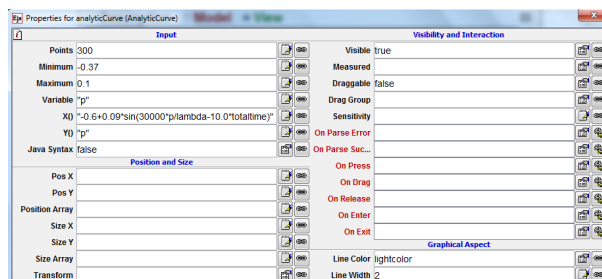 Eje Properties for analyticCurve (AnalyticCurve) Model View
i Input Visibility and Interaction
Points 300 Visible true
Minimum -0.37 Measured
Maximum 0.1 Draggable false
Variable "p" Drag Group
X() "-0.6+0.09*sin(30000*p/lambda-10.0*totaltime)" Sensitivity
Y() "p" On Parse Error
Java Syntax false On Parse Suc...
Position and Size On Press
Pos X On Drag
Pos Y On Release
Position Array On Enter
Size X On Exit
Size Y Graphical Aspect
Size Array Line Color lightcolor
Transform Line Width 2